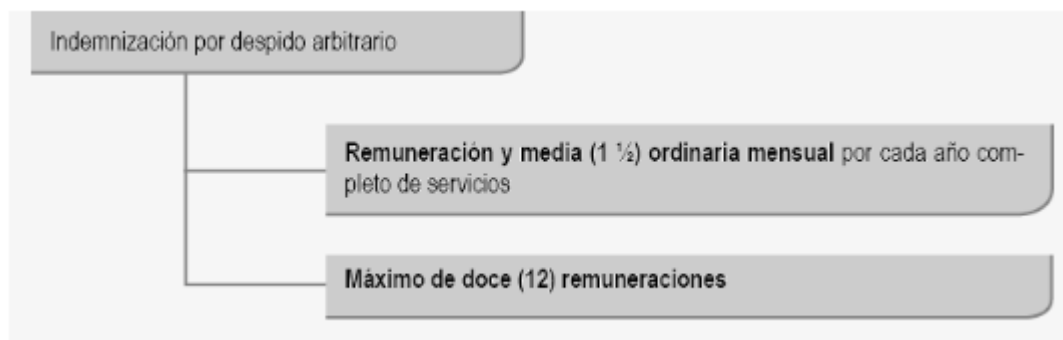 Indemnización por despido arbitrario
Remuneración y media (1 ½) ordinaria mensual por cada año com-
pleto de servicios
Máximo de doce (12) remuneraciones